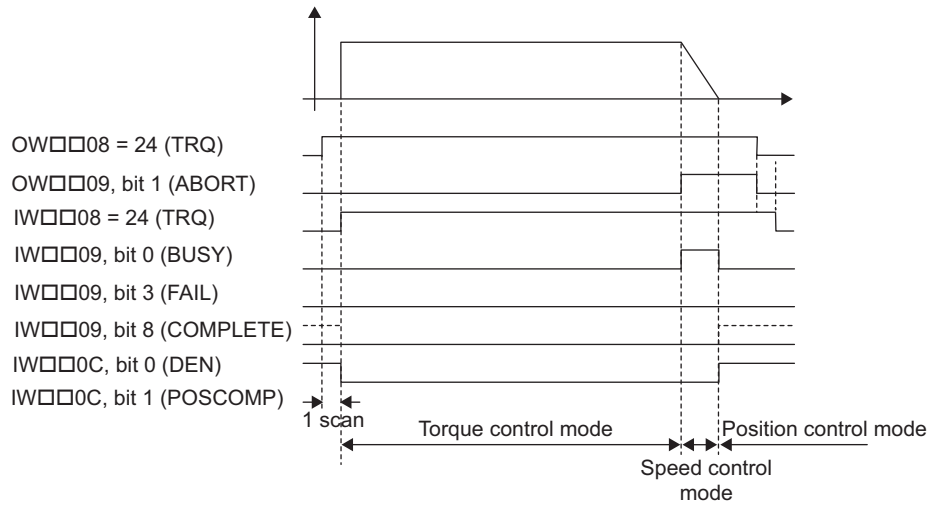 OW□□08 = 24 (TRQ)
OW□□09, bit 1 (ABORT)
IW□□08 = 24 (TRQ)
IW□□09, bit 0 (BUSY)
IW□□09, bit 3 (FAIL)
IW□□09, bit 8 (COMPLETE)
IW□□0C, bit 0 (DEN)
IW□□0C, bit 1 (POSCOMP)
1 scan
Torque control mode
Position control mode
Speed control
mode